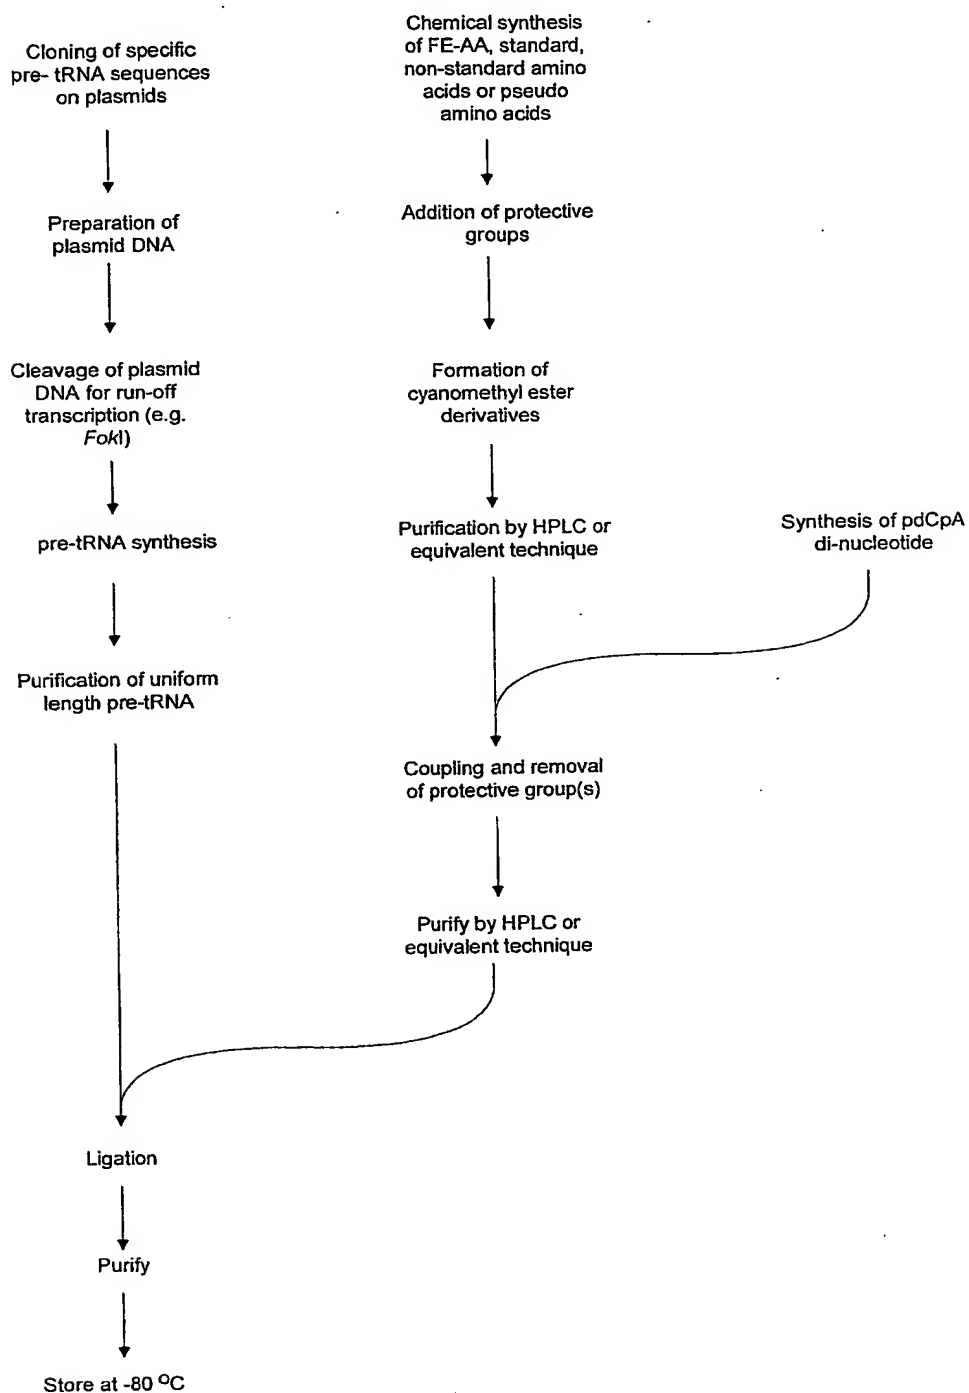 Cloning of specific
pre- tRNA sequences
on plasmids
Preparation of
plasmid DNA
Cleavage of plasmid
DNA for run-off
transcription (e.g.
FokI)
pre-tRNA synthesis
Purification of uniform
length pre-tRNA
Chemical synthesis
of FE-AA, standard,
non-standard amino
acids or pseudo
amino acids
Addition of protective
groups
Formation of
cyanomethyl ester
derivatives
Purification by HPLC or
equivalent technique
Synthesis of pdCpA
di-nucleotide
Coupling and removal
of protective group(s)
Purify by HPLC or
equivalent technique
Ligation
Purify
Store at -80 °C